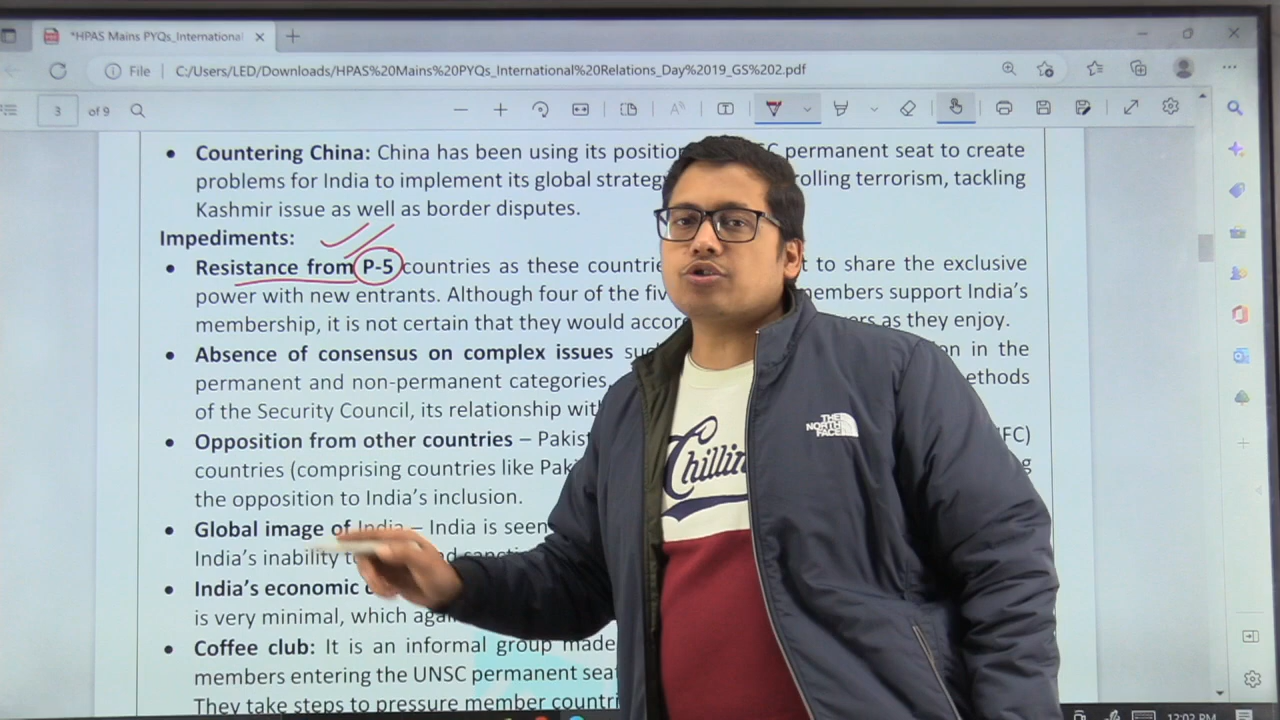 *HPAS Mains PYQs_International
File C:/Users/LED/Downloads/HPAS%20Mains%20PYQs_International%20Relations_Day%2019_GS%202.pdf
3 of 9
Countering China: China has been using its position permanent seat to create
problems for India to implement its global strategy rolling terrorism, tackling
Kashmir issue as well as border disputes.
Impediments:
Resistance from P-5 countries as these countrie t to share the exclusive
power with new entrants. Although four of the fiv members support India's
membership, it is not certain that they would accor as they enjoy.
Absence of consensus on complex issues in the
permanent and non-permanent categories, ethods
of the Security Council, its relationship with
Opposition from other countries – Pakis FC)
countries (comprising countries like Pak
the opposition to India's inclusion.
Global image of India – India is seen
India's inability
India's economic
is very minimal, which aga
Coffee club: It is an informal group made
members entering the UNSC permanent sea
They take steps to pressure member countri
THE
NORTH
FACE
Chillin
12:02 PM